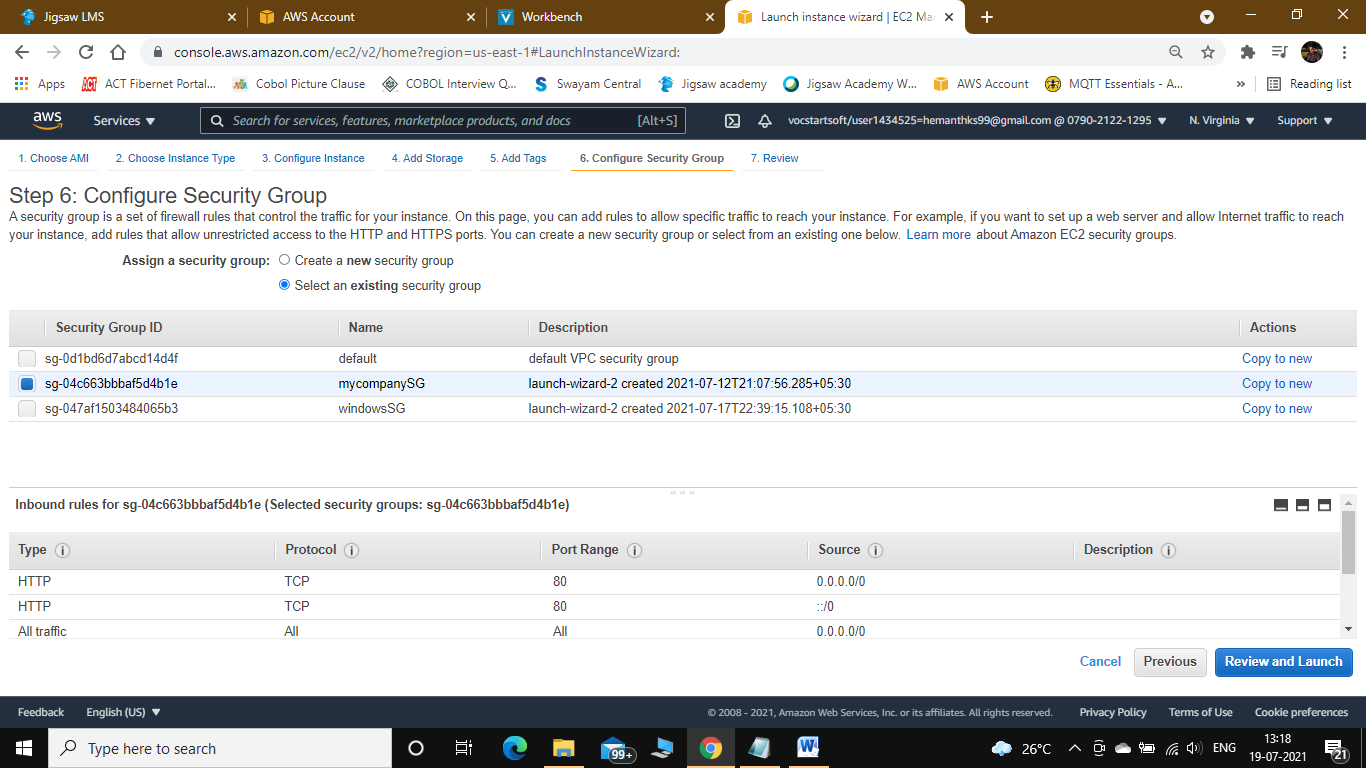 Jigsaw LMS
AWS Account
Workbench
Launch instance wizard | EC2 Ma
console.aws.amazon.com/ec2/v2/home?region=us-east-1#LaunchInstanceWizard:
Apps
ACT Fibernet Portal...
Cobol Picture Clause
COBOL Interview Q...
Swayam Central
Jigsaw academy
Jigsaw Academy W...
AWS Account
MQTT Essentials - A...
Reading list
aws
Services
Search for services, features, marketplace products, and docs
[Alt+S]
vocstartsoft/user1434525=hemanthks99@gmail.com @ 0790-2122-1295
N. Virginia
Support
1. Choose AMI
2. Choose Instance Type
3. Configure Instance
4. Add Storage
5. Add Tags
6. Configure Security Group
7. Review
Step 6: Configure Security Group
A security group is a set of firewall rules that control the traffic for your instance. On this page, you can add rules to allow specific traffic to reach your instance. For example, if you want to set up a web server and allow Internet traffic to reach
your instance, add rules that allow unrestricted access to the HTTP and HTTPS ports. You can create a new security group or select from an existing one below. Learn more about Amazon EC2 security groups.
Assign a security group: Create a new security group
Select an existing security group
Security Group ID Name Description Actions
sg-0d1bd6d7abcd14d4f default default VPC security group Copy to new
sg-04c663bbbaf5d4b1e mycompanySG launch-wizard-2 created 2021-07-12T21:07:56.285+05:30 Copy to new
sg-047af1503484065b3 windowsSG launch-wizard-2 created 2021-07-17T22:39:15.108+05:30 Copy to new
Inbound rules for sg-04c663bbbaf5d4b1e (Selected security groups: sg-04c663bbbaf5d4b1e)
Type Protocol Port Range Source Description
HTTP TCP 80 0.0.0.0/0
HTTP TCP 80 ::/0
All traffic All All 0.0.0.0/0
Cancel
Previous
Review and Launch
Feedback
English (US)
© 2008 - 2021, Amazon Web Services, Inc. or its affiliates. All rights reserved.
Privacy Policy
Terms of Use
Cookie preferences
Type here to search
99+
26°C
ENG
13:18
19-07-2021
21